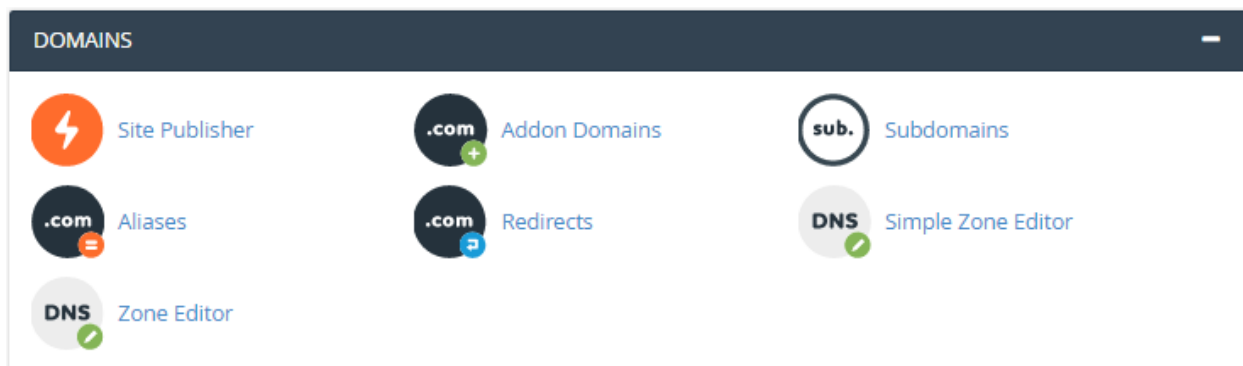 DOMAINS
Site Publisher
.com Addon Domains
sub. Subdomains
.com Aliases
.com Redirects
DNS Simple Zone Editor
DNS Zone Editor